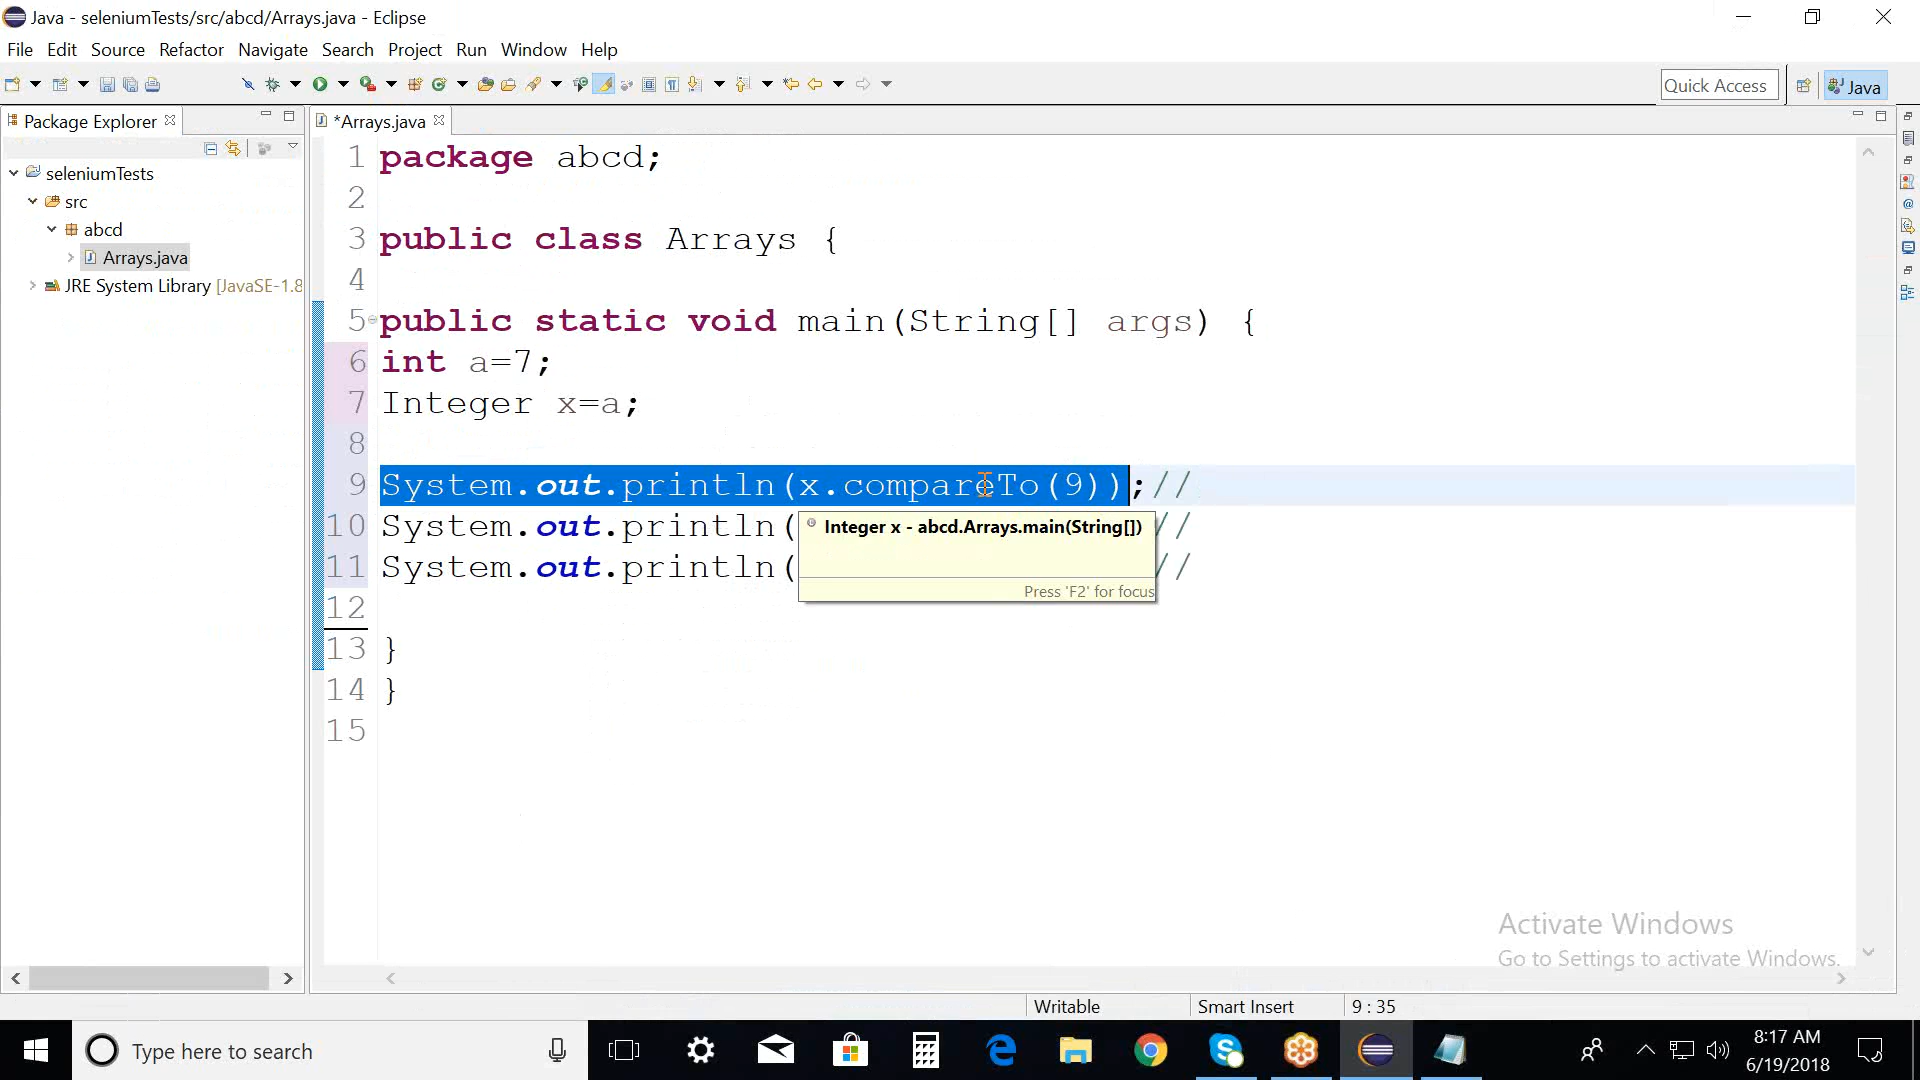 Java - seleniumTests/src/abcd/Arrays.java - Eclipse
File Edit Source Refactor Navigate Search Project Run Window Help
Quick Access
Java
Package Explorer
*Arrays.java
seleniumTests
src
abcd
Arrays.java
JRE System Library [JavaSE-1.8
1 package abcd;
2
3 public class Arrays {
4
5 public static void main(String[] args) {
6 int a=7;
7 Integer x=a;
8
9 System.out.println(x.compareTo(9));//
10 System.out.println( //
11 System.out.println( //
12
13 }
14 }
15
Integer x - abcd.Arrays.main(String[])
Press 'F2' for focus
Activate Windows
Go to Settings to activate Windows.
Writable
Smart Insert
9 : 35
Type here to search
8:17 AM
6/19/2018